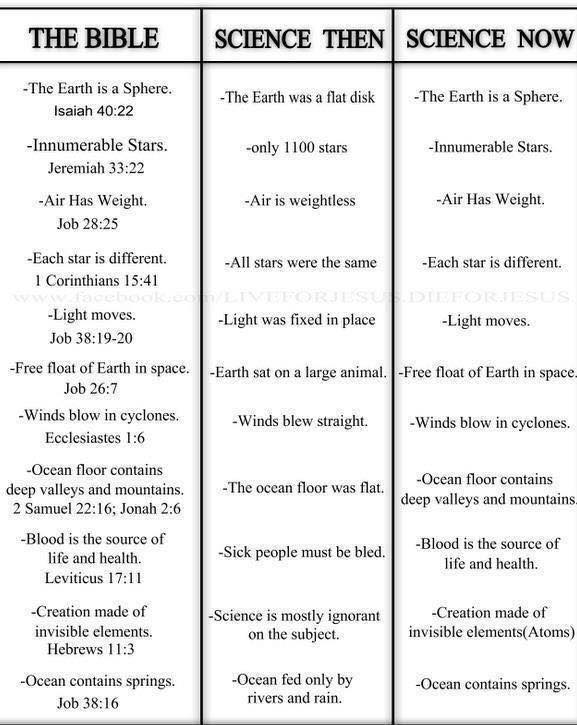 THE BIBLE
SCIENCE THEN
SCIENCE NOW
-The Earth is a Sphere.
Isaiah 40:22
-The Earth was a flat disk
-The Earth is a Sphere.
-Innumerable Stars.
Jeremiah 33:22
-only 1100 stars
-Innumerable Stars.
-Air Has Weight.
Job 28:25
-Air is weightless
-Air Has Weight.
-Each star is different.
1 Corinthians 15:41
-All stars were the same
-Each star is different.
www.facebook.com/LIVEFORJESUS.DIEFORJESUS
-Light moves.
Job 38:19-20
-Light was fixed in place
-Light moves.
-Free float of Earth in space.
Job 26:7
-Earth sat on a large animal.
-Free float of Earth in space.
-Winds blow in cyclones.
Ecclesiastes 1:6
-Winds blew straight.
-Winds blow in cyclones.
-Ocean floor contains
deep valleys and mountains.
2 Samuel 22:16; Jonah 2:6
-The ocean floor was flat.
-Ocean floor contains
deep valleys and mountains.
-Blood is the source of
life and health.
Leviticus 17:11
-Sick people must be bled.
-Blood is the source of
life and health.
-Creation made of
invisible elements.
Hebrews 11:3
-Science is mostly ignorant
on the subject.
-Creation made of
invisible elements(Atoms)
-Ocean contains springs.
Job 38:16
-Ocean fed only by
rivers and rain.
-Ocean contains springs.